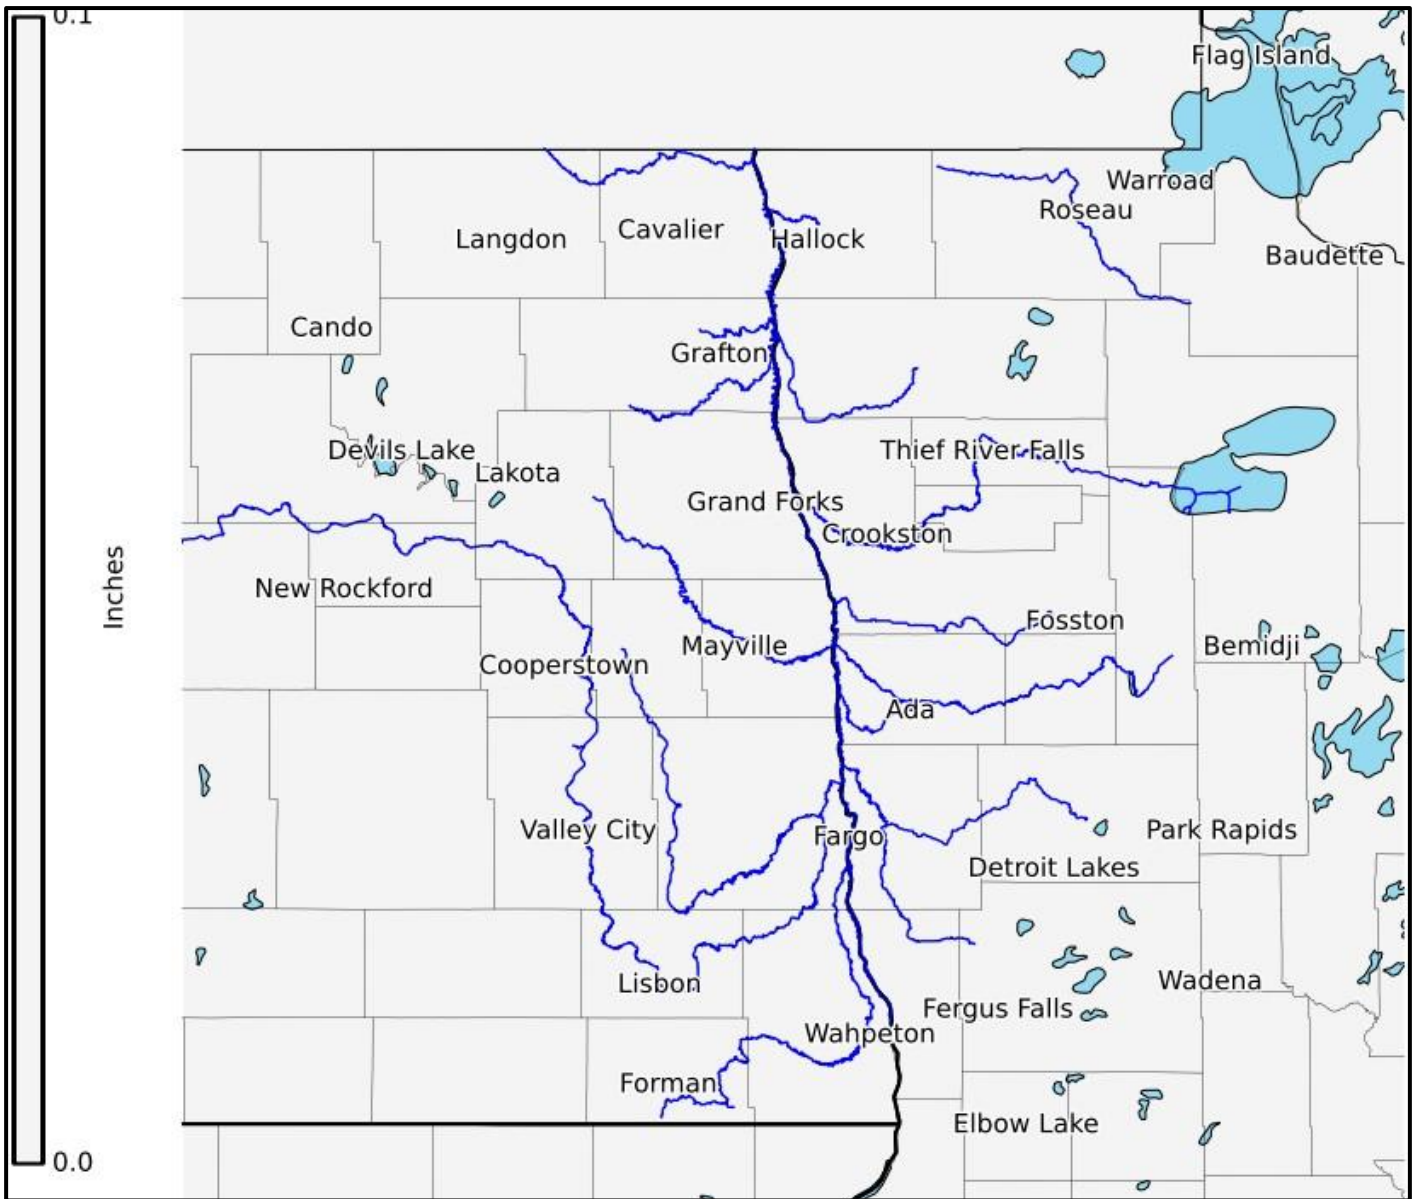 0.1
Flag Island
Warroad
Roseau
Langdon
Cavalier
Hallock
Baudette
Cando
Grafton
Devils Lake
Lakota
Thief River Falls
Grand Forks
Crookston
Inches
New Rockford
Fosston
Mayville
Bemidji
Cooperstown
Ada
Valley City
Fargo
Park Rapids
Detroit Lakes
Lisbon
Wadena
Fergus Falls
Wahpeton
Forman
Elbow Lake
0.0